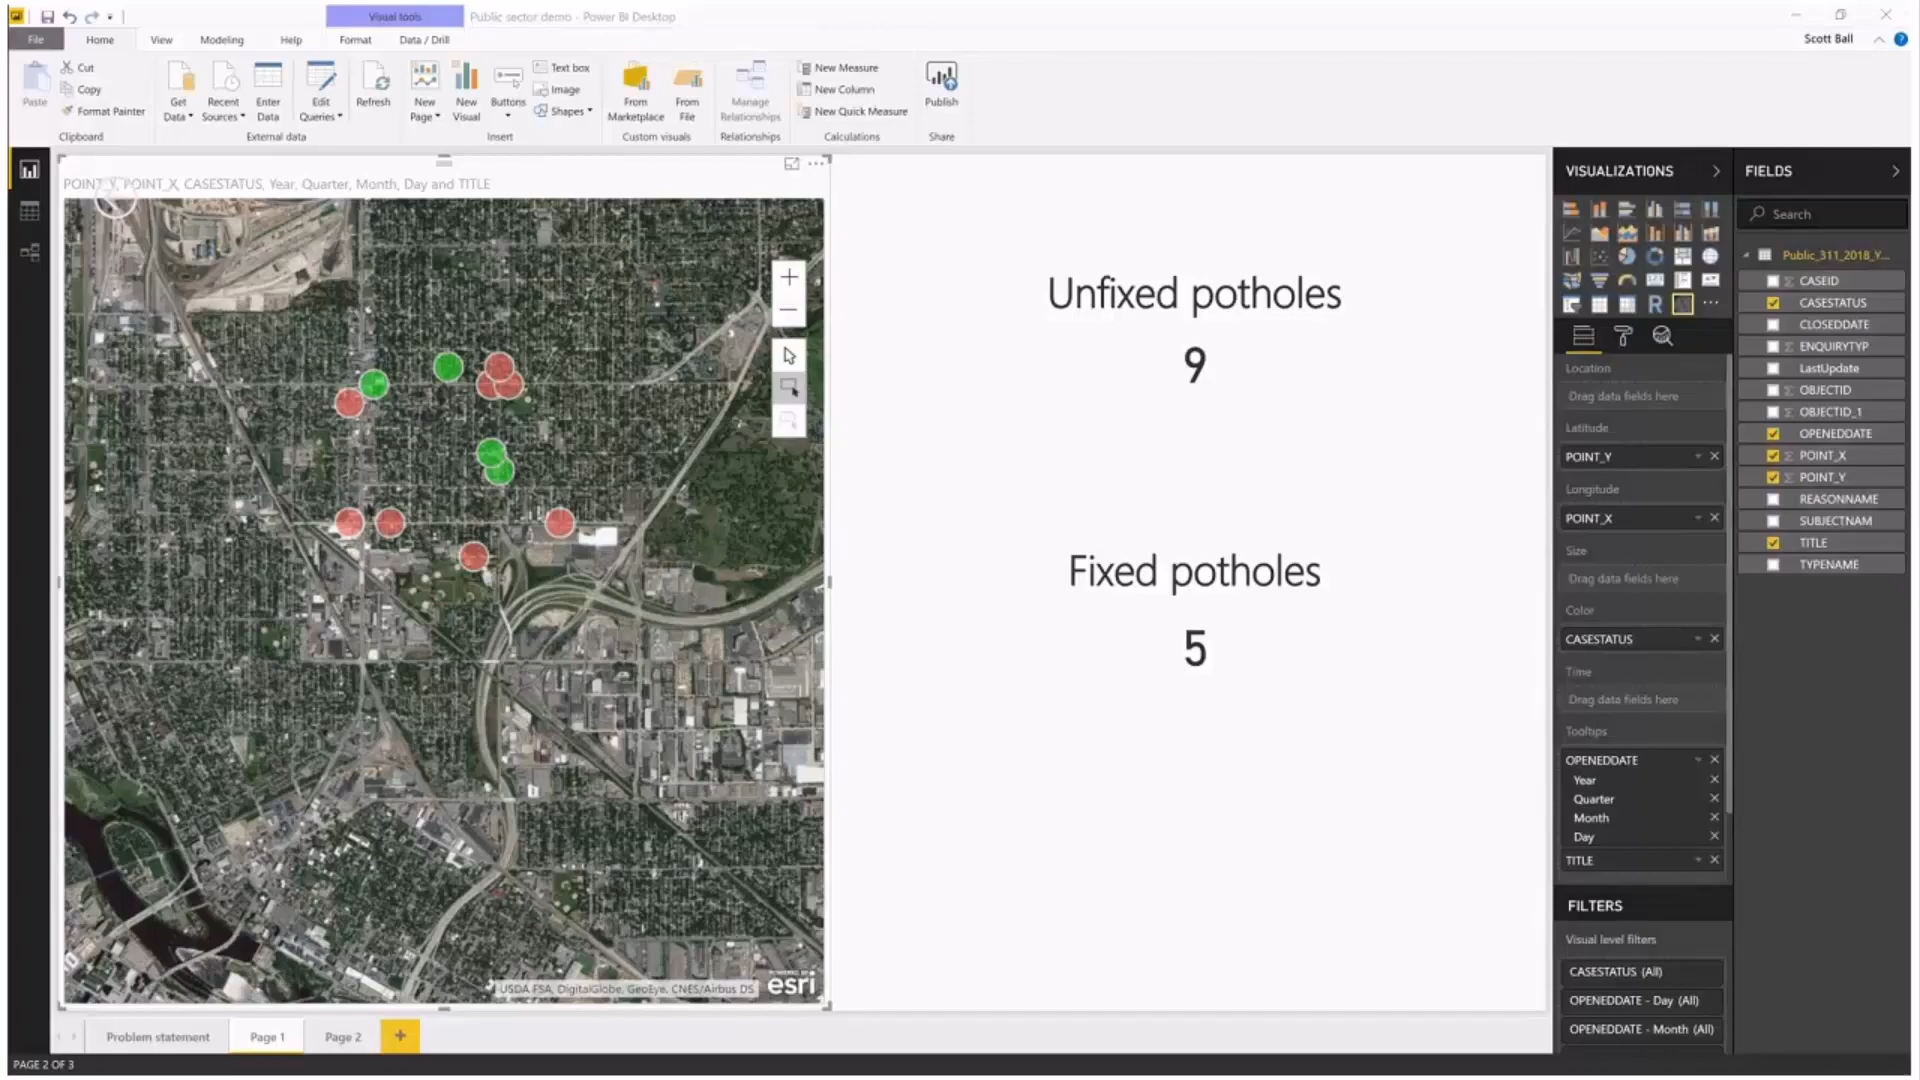 Visual tools
Public sector demo - Power BI Desktop
File
Home
View
Modeling
Help
Format
Data / Drill
Scott Ball
?
Paste
Cut
Copy
Format Painter
Clipboard
Get Data
Recent Sources
Enter Data
Edit Queries
Refresh
External data
New Page
New Visual
Buttons
Text box
Image
Shapes
Insert
From Marketplace
From File
Custom visuals
Manage Relationships
Relationships
New Measure
New Column
New Quick Measure
Calculations
Publish
Share
POINT_Y, POINT_X, CASESTATUS, Year, Quarter, Month, Day and TITLE
Unfixed potholes
9
Fixed potholes
5
USDA FSA, DigitalGlobe, GeoEye, CNES/Airbus DS
POWERED BY
esri
VISUALIZATIONS
R
Location
Drag data fields here
Latitude
POINT_Y
Longitude
POINT_X
Size
Drag data fields here
Color
CASESTATUS
Time
Drag data fields here
Tooltips
OPENEDDATE
Year
Quarter
Month
Day
TITLE
FILTERS
Visual level filters
CASESTATUS (All)
OPENEDDATE - Day (All)
OPENEDDATE - Month (All)
FIELDS
Search
Public_311_2018_Y...
CASEID
CASESTATUS
CLOSEDDATE
ENQUIRYTYP
LastUpdate
OBJECTID
OBJECTID_1
OPENEDDATE
POINT_X
POINT_Y
REASONNAME
SUBJECTNAM
TITLE
TYPENAME
Problem statement
Page 1
Page 2
+
PAGE 2 OF 3